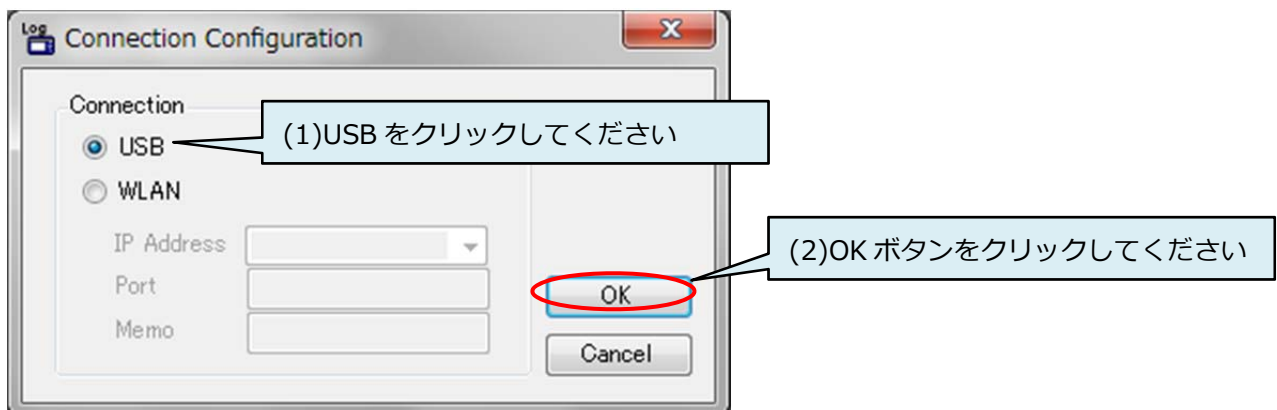 Log
Connection Configuration
Connection
(1)USB をクリックしてください
USB
WLAN
IP Address
(2)OK ボタンをクリックしてください
Port
OK
Memo
Cancel